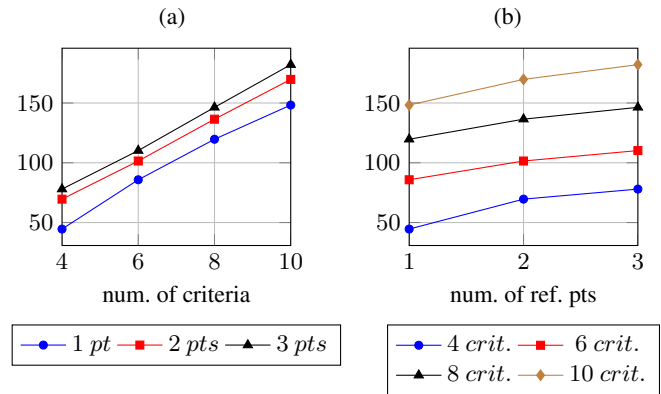 (a)
150
100
50
4 6 8 10
num. of criteria
1 pt 2 pts 3 pts
(b)
150
100
50
1 2 3
num. of ref. pts
4 crit. 6 crit.
8 crit. 10 crit.